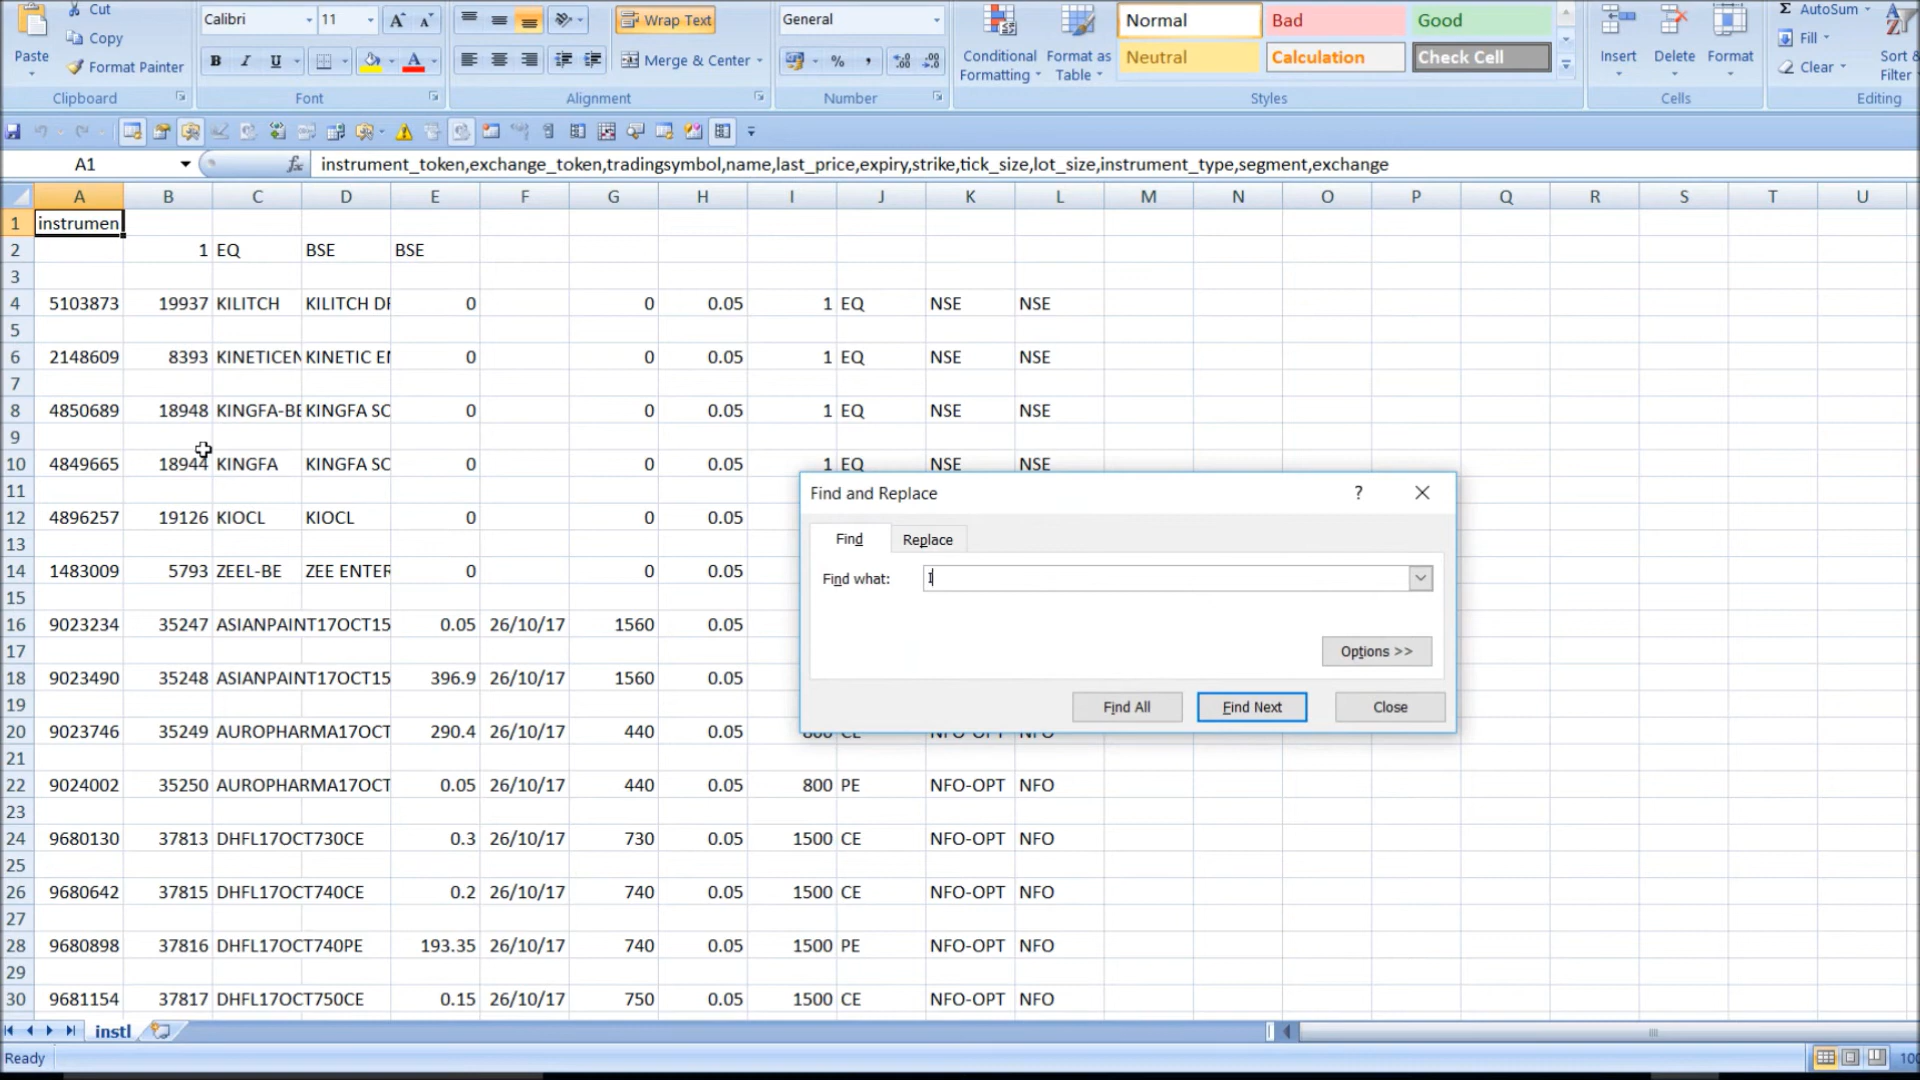 Cut
Calibri 11 A A Wrap Text General Normal Bad Good Σ AutoSum
Copy Fill
Paste Conditional Format as Insert Delete Format Sort &
Format Painter B I U A Merge & Center % , Formatting Table Neutral Calculation Check Cell Clear Filter
Clipboard Font Alignment Number Styles Cells Editing
A1 fx instrument_token,exchange_token,tradingsymbol,name,last_price,expiry,strike,tick_size,lot_size,instrument_type,segment,exchange
A B C D E F G H I J K L M N O P Q R S T U
1 instrumen
2 1 EQ BSE BSE
3
4 5103873 19937 KILITCH KILITCH DF 0 0 0.05 1 EQ NSE NSE
5
6 2148609 8393 KINETICEN KINETIC EN 0 0 0.05 1 EQ NSE NSE
7
8 4850689 18948 KINGFA-BE KINGFA SC 0 0 0.05 1 EQ NSE NSE
9
10 4849665 18944 KINGFA KINGFA SC 0 0 0.05 1 EQ NSE NSE
11
12 4896257 19126 KIOCL KIOCL 0 0 0.05
13
14 1483009 5793 ZEEL-BE ZEE ENTER 0 0 0.05
15
16 9023234 35247 ASIANPAINT17OCT15 0.05 26/10/17 1560 0.05
17
18 9023490 35248 ASIANPAINT17OCT15 396.9 26/10/17 1560 0.05
19
20 9023746 35249 AUROPHARMA17OCT 290.4 26/10/17 440 0.05 800 CE NFO-OPT NFO
21
22 9024002 35250 AUROPHARMA17OCT 0.05 26/10/17 440 0.05 800 PE NFO-OPT NFO
23
24 9680130 37813 DHFL17OCT730CE 0.3 26/10/17 730 0.05 1500 CE NFO-OPT NFO
25
26 9680642 37815 DHFL17OCT740CE 0.2 26/10/17 740 0.05 1500 CE NFO-OPT NFO
27
28 9680898 37816 DHFL17OCT740PE 193.35 26/10/17 740 0.05 1500 PE NFO-OPT NFO
29
30 9681154 37817 DHFL17OCT750CE 0.15 26/10/17 750 0.05 1500 CE NFO-OPT NFO
Find and Replace ?
Find Replace
Find what:
Options >>
Find All Find Next Close
instl
Ready 100